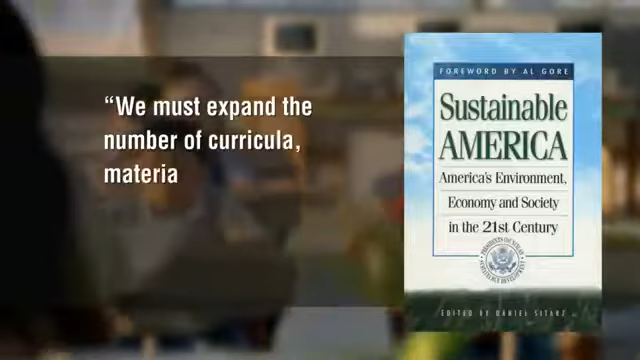 “We must expand the
number of curricula,
materia
FOREWORD BY AL GORE
Sustainable
AMERICA
America's Environment,
Economy and Society
in the 21st Century
EDITED BY DANIEL SITARZ